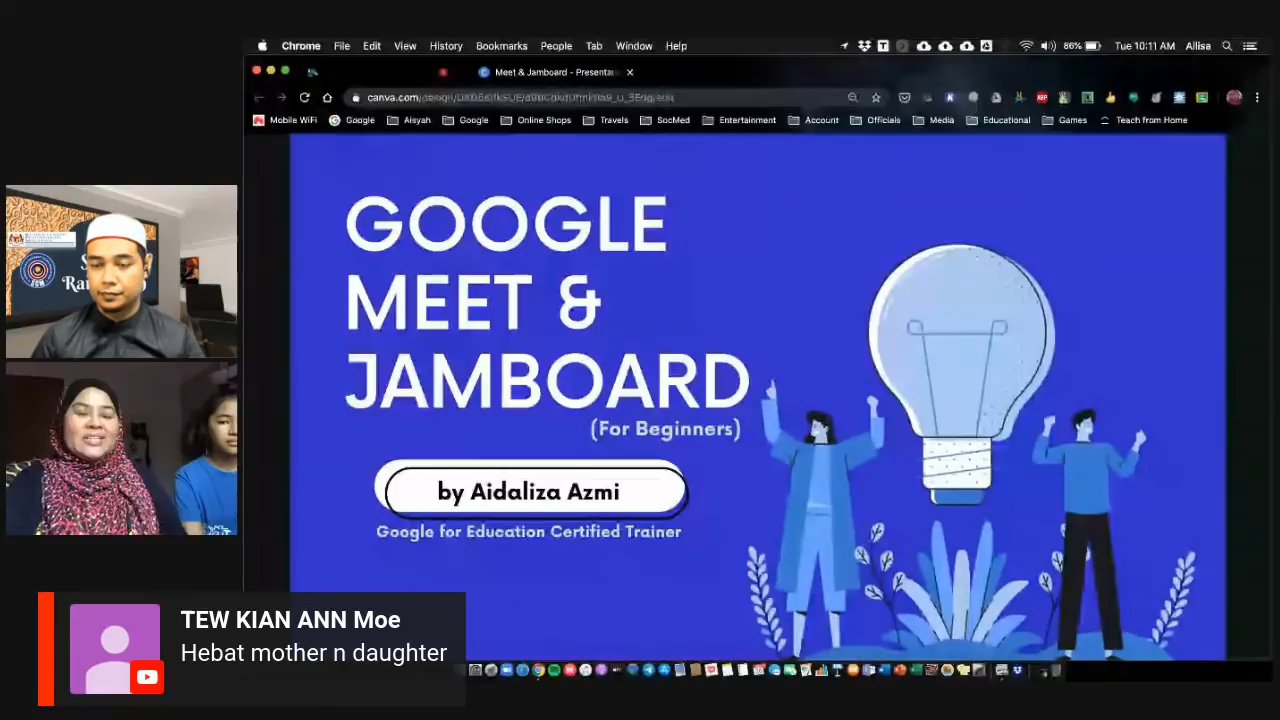 Chrome File Edit View History Bookmarks People Tab Window Help
86% Tue 10:11 AM Allisa
Meet & Jamboard - Presenta
canva.com/
Mobile WiFi Google Aisyah Google Online Shops Travels SocMed Entertainment Account Officials Media Educational Games Teach from Home
GOOGLE
MEET &
JAMBOARD
(For Beginners)
by Aidaliza Azmi
Google for Education Certified Trainer
TEW KIAN ANN Moe
Hebat mother n daughter